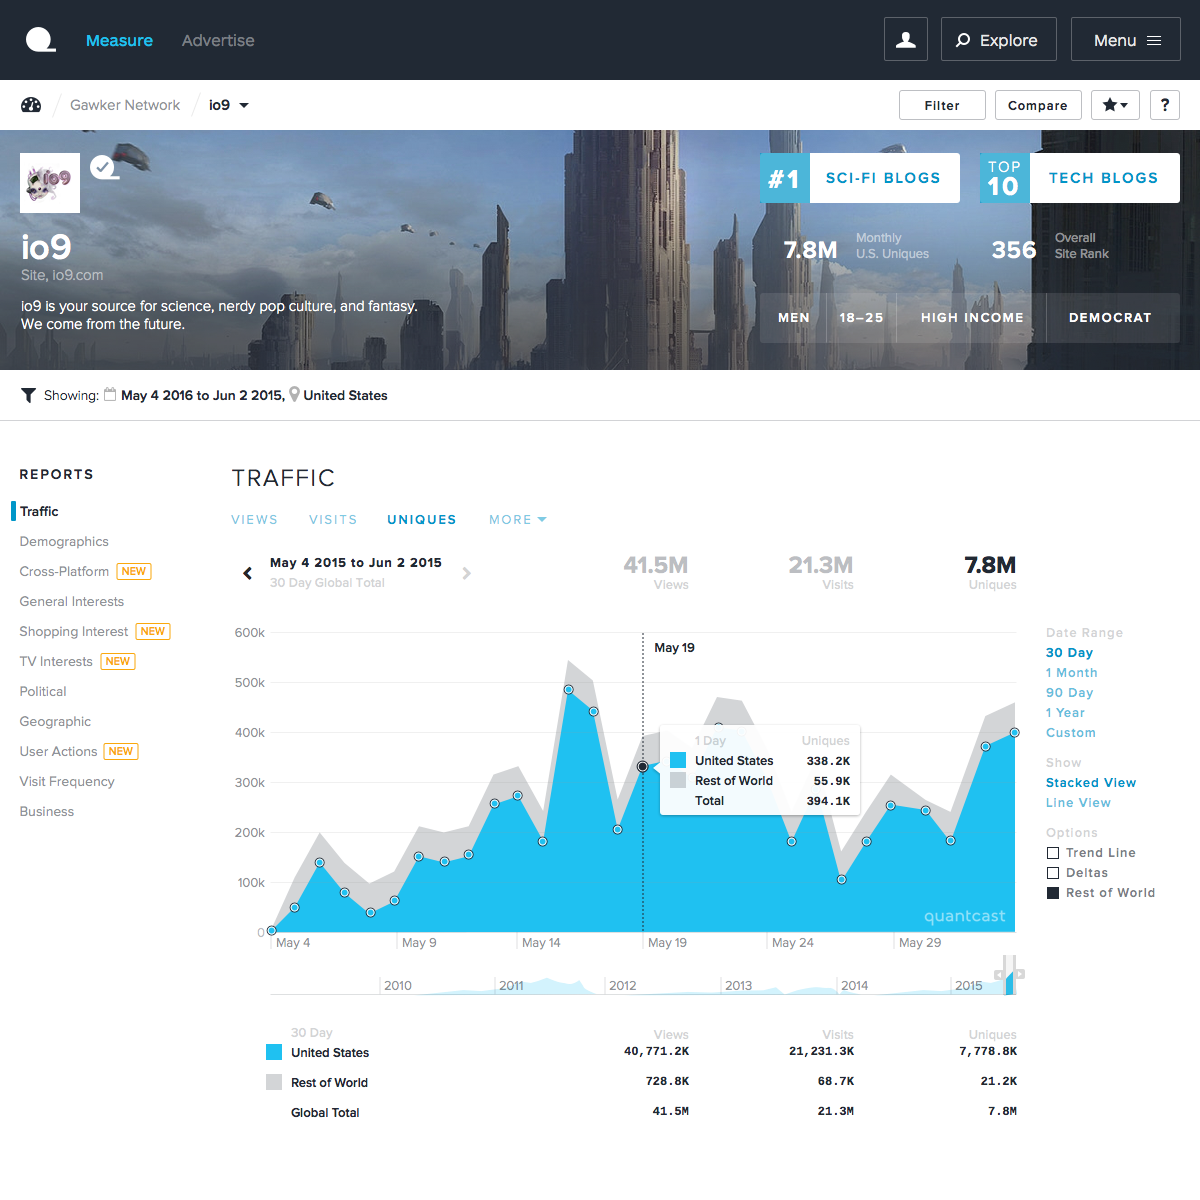 Measure
Advertise
Explore
Menu
Gawker Network
io9
Filter
Compare
?
io9
#1
SCI-FI BLOGS
TOP
10
TECH BLOGS
io9
Site, io9.com
io9 is your source for science, nerdy pop culture, and fantasy.
We come from the future.
7.8M
Monthly
U.S. Uniques
356
Overall
Site Rank
MEN
18–25
HIGH INCOME
DEMOCRAT
Showing: May 4 2016 to Jun 2 2015, United States
REPORTS
Traffic
Demographics
Cross-Platform NEW
General Interests
Shopping Interest NEW
TV Interests NEW
Political
Geographic
User Actions NEW
Visit Frequency
Business
TRAFFIC
VIEWS
VISITS
UNIQUES
MORE
May 4 2015 to Jun 2 2015
30 Day Global Total
41.5M
Views
21.3M
Visits
7.8M
Uniques
600k
500k
400k
300k
200k
100k
0
May 19
1 Day Uniques
United States 338.2K
Rest of World 55.9K
Total 394.1K
quantcast
May 4
May 9
May 14
May 19
May 24
May 29
2010
2011
2012
2013
2014
2015
Date Range
30 Day
1 Month
90 Day
1 Year
Custom
Show
Stacked View
Line View
Options
Trend Line
Deltas
Rest of World
30 Day Views Visits Uniques
United States 40,771.2K 21,231.3K 7,778.8K
Rest of World 728.8K 68.7K 21.2K
Global Total 41.5M 21.3M 7.8M